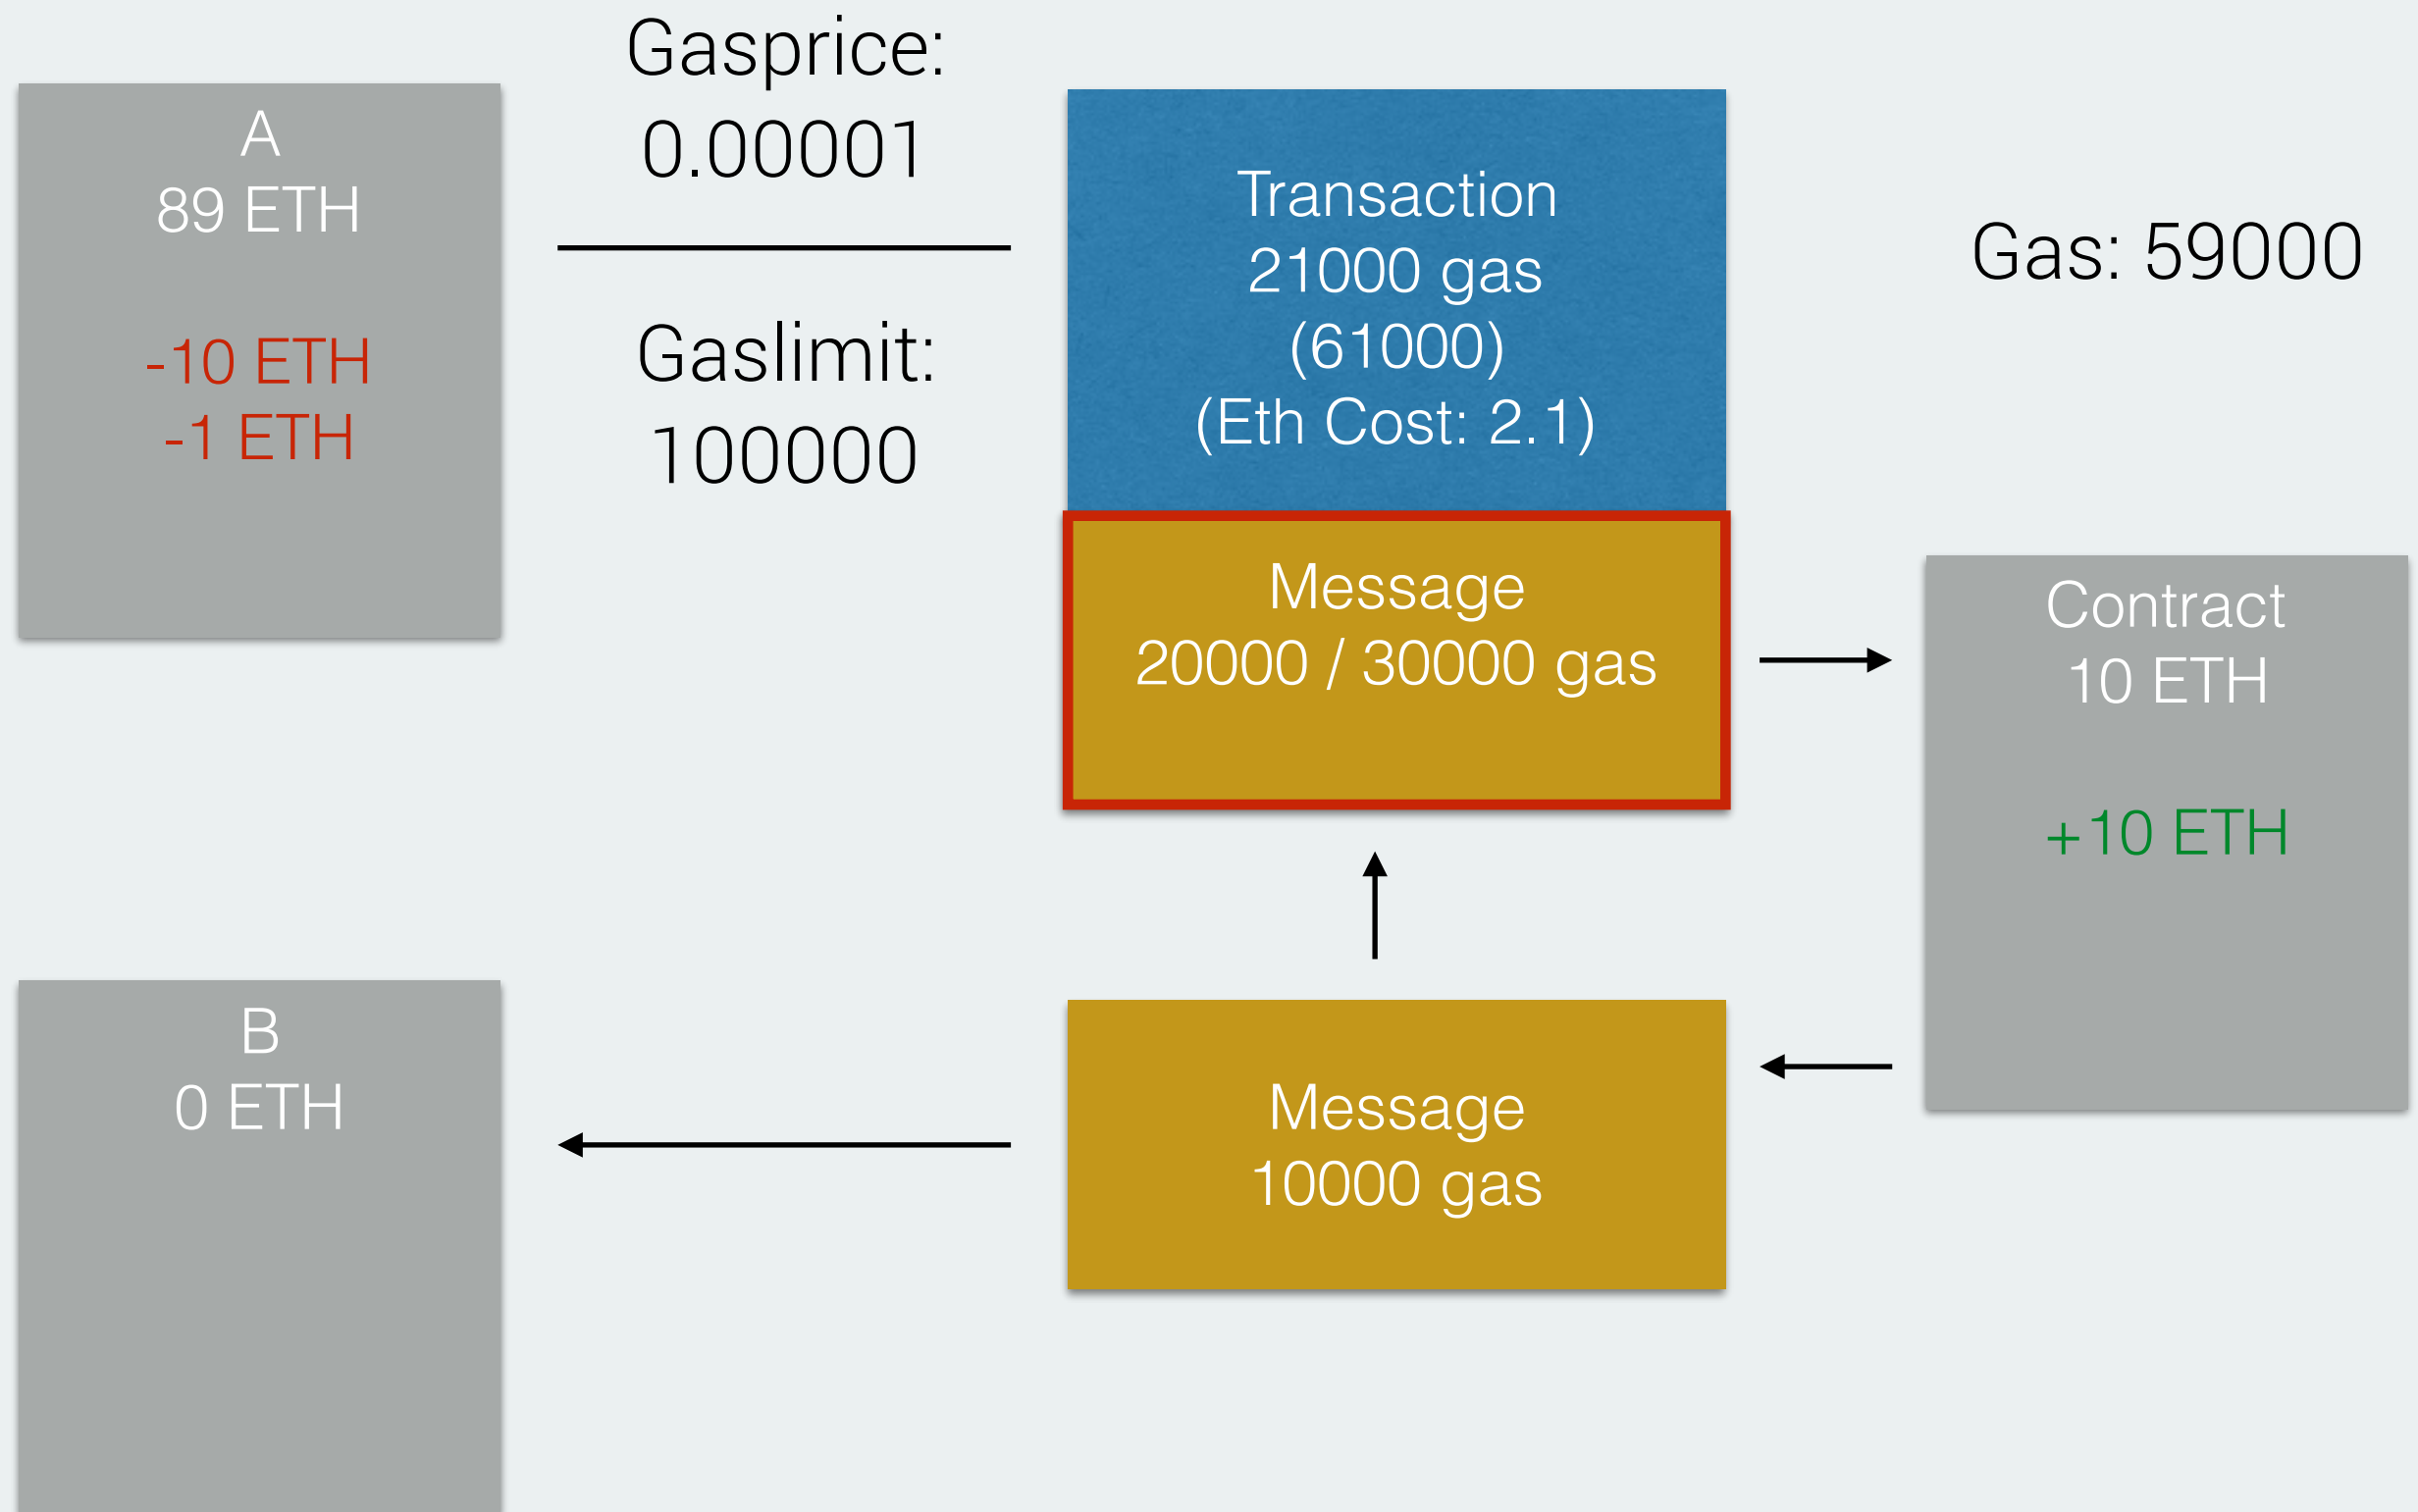 A
89 ETH
-10 ETH
-1 ETH
Gasprice:
0.00001
Gaslimit:
100000
Transaction
21000 gas
(61000)
(Eth Cost: 2.1)
Gas: 59000
Message
20000 / 30000 gas
Contract
10 ETH
+10 ETH
B
0 ETH
Message
10000 gas